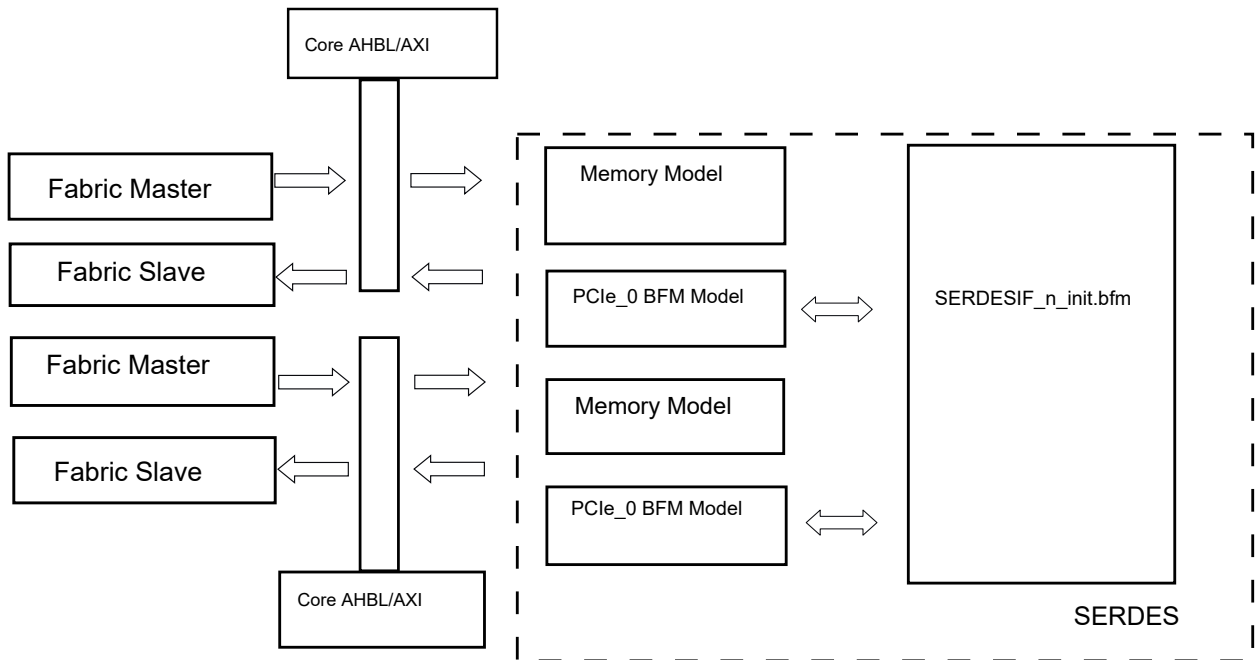 Core AHBL/AXI
Fabric Master
Fabric Slave
Fabric Master
Fabric Slave
Core AHBL/AXI
Memory Model
PCIe_0 BFM Model
Memory Model
PCIe_0 BFM Model
SERDESIF_n_init.bfm
SERDES